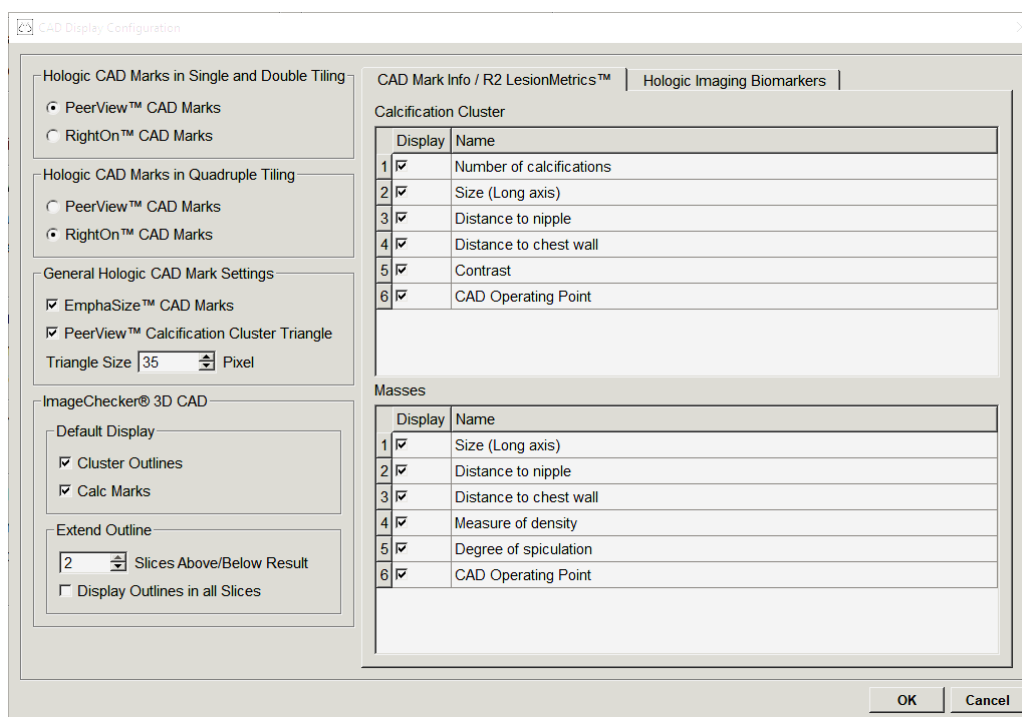 CAD Display Configuration
Hologic CAD Marks in Single and Double Tiling
PeerView™ CAD Marks
RightOn™ CAD Marks
Hologic CAD Marks in Quadruple Tiling
PeerView™ CAD Marks
RightOn™ CAD Marks
General Hologic CAD Mark Settings
EmphaSize™ CAD Marks
PeerView™ Calcification Cluster Triangle
Triangle Size 35 Pixel
ImageChecker® 3D CAD
Default Display
Cluster Outlines
Calc Marks
Extend Outline
2 Slices Above/Below Result
Display Outlines in all Slices
CAD Mark Info / R2 LesionMetrics™ Hologic Imaging Biomarkers
Calcification Cluster
Display Name
1 Number of calcifications
2 Size (Long axis)
3 Distance to nipple
4 Distance to chest wall
5 Contrast
6 CAD Operating Point
Masses
Display Name
1 Size (Long axis)
2 Distance to nipple
3 Distance to chest wall
4 Measure of density
5 Degree of spiculation
6 CAD Operating Point
OK Cancel